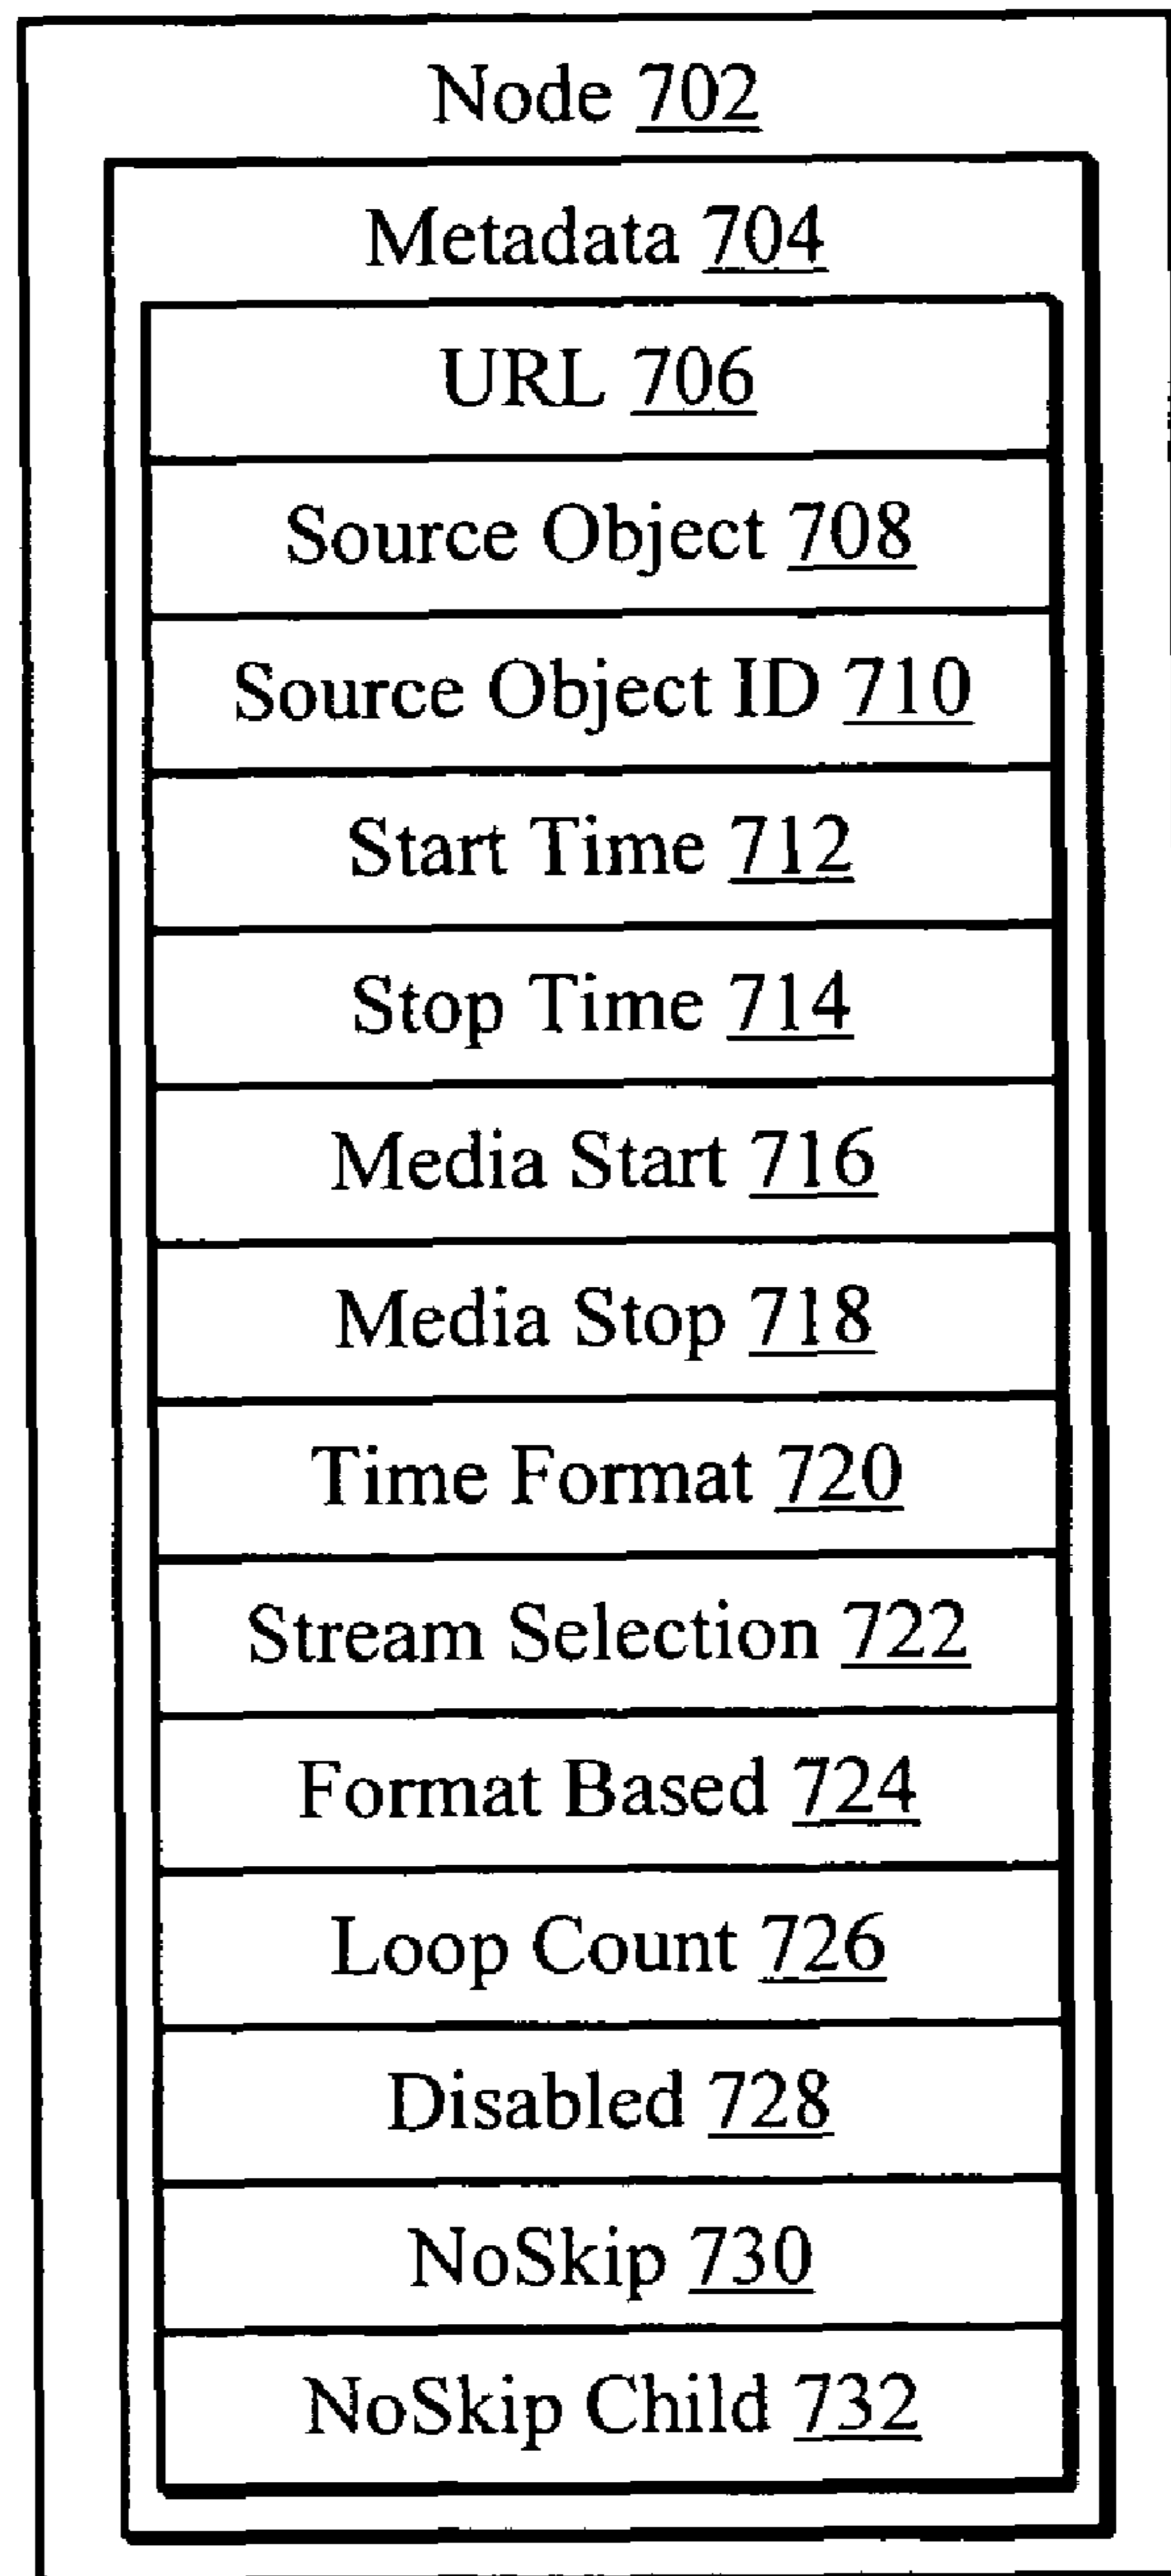 Node 702
Metadata 704
URL 706
Source Object 708
Source Object ID 710
Start Time 712
Stop Time 714
Media Start 716
Media Stop 718
Time Format 720
Stream Selection 722
Format Based 724
Loop Count 726
Disabled 728
NoSkip 730
NoSkip Child 732